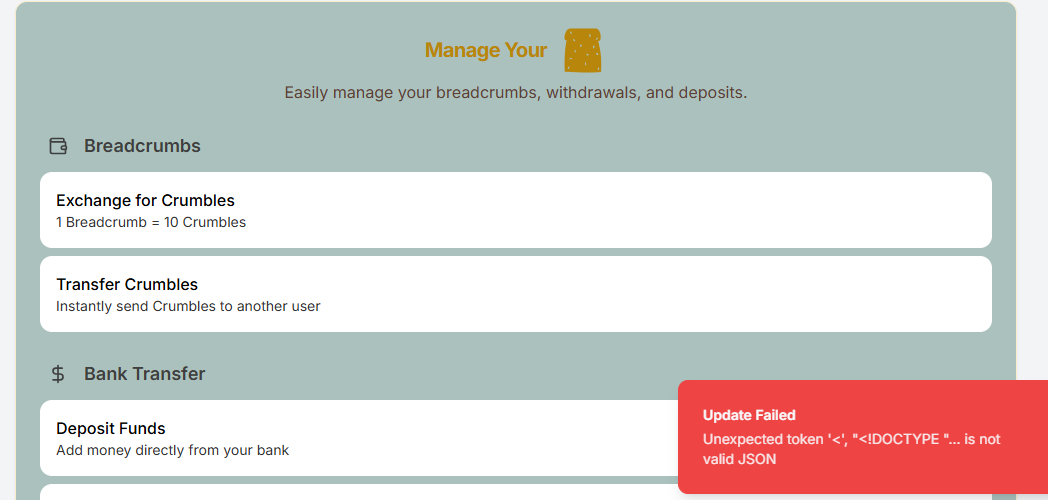 Manage Your
Easily manage your breadcrumbs, withdrawals, and deposits.
Breadcrumbs
Exchange for Crumbles
1 Breadcrumb = 10 Crumbles
Transfer Crumbles
Instantly send Crumbles to another user
Bank Transfer
Deposit Funds
Add money directly from your bank
Update Failed
Unexpected token '<', "<!DOCTYPE "... is not
valid JSON